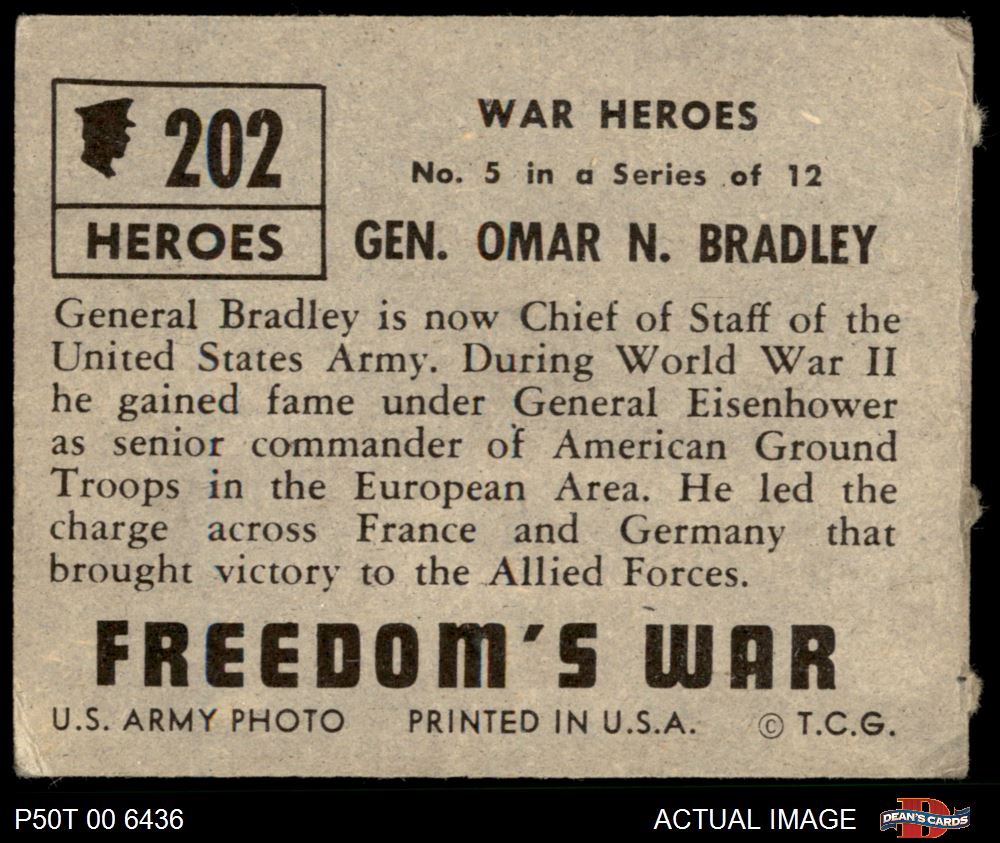 202
HEROES
WAR HEROES
No. 5 in a Series of 12
GEN. OMAR N. BRADLEY
General Bradley is now Chief of Staff of the
United States Army. During World War II
he gained fame under General Eisenhower
as senior commander of American Ground
Troops in the European Area. He led the
charge across France and Germany that
brought victory to the Allied Forces.
FREEDOM'S WAR
U.S. ARMY PHOTO PRINTED IN U.S.A. © T.C.G.
P50T 00 6436 ACTUAL IMAGE D DEAN'S CARDS